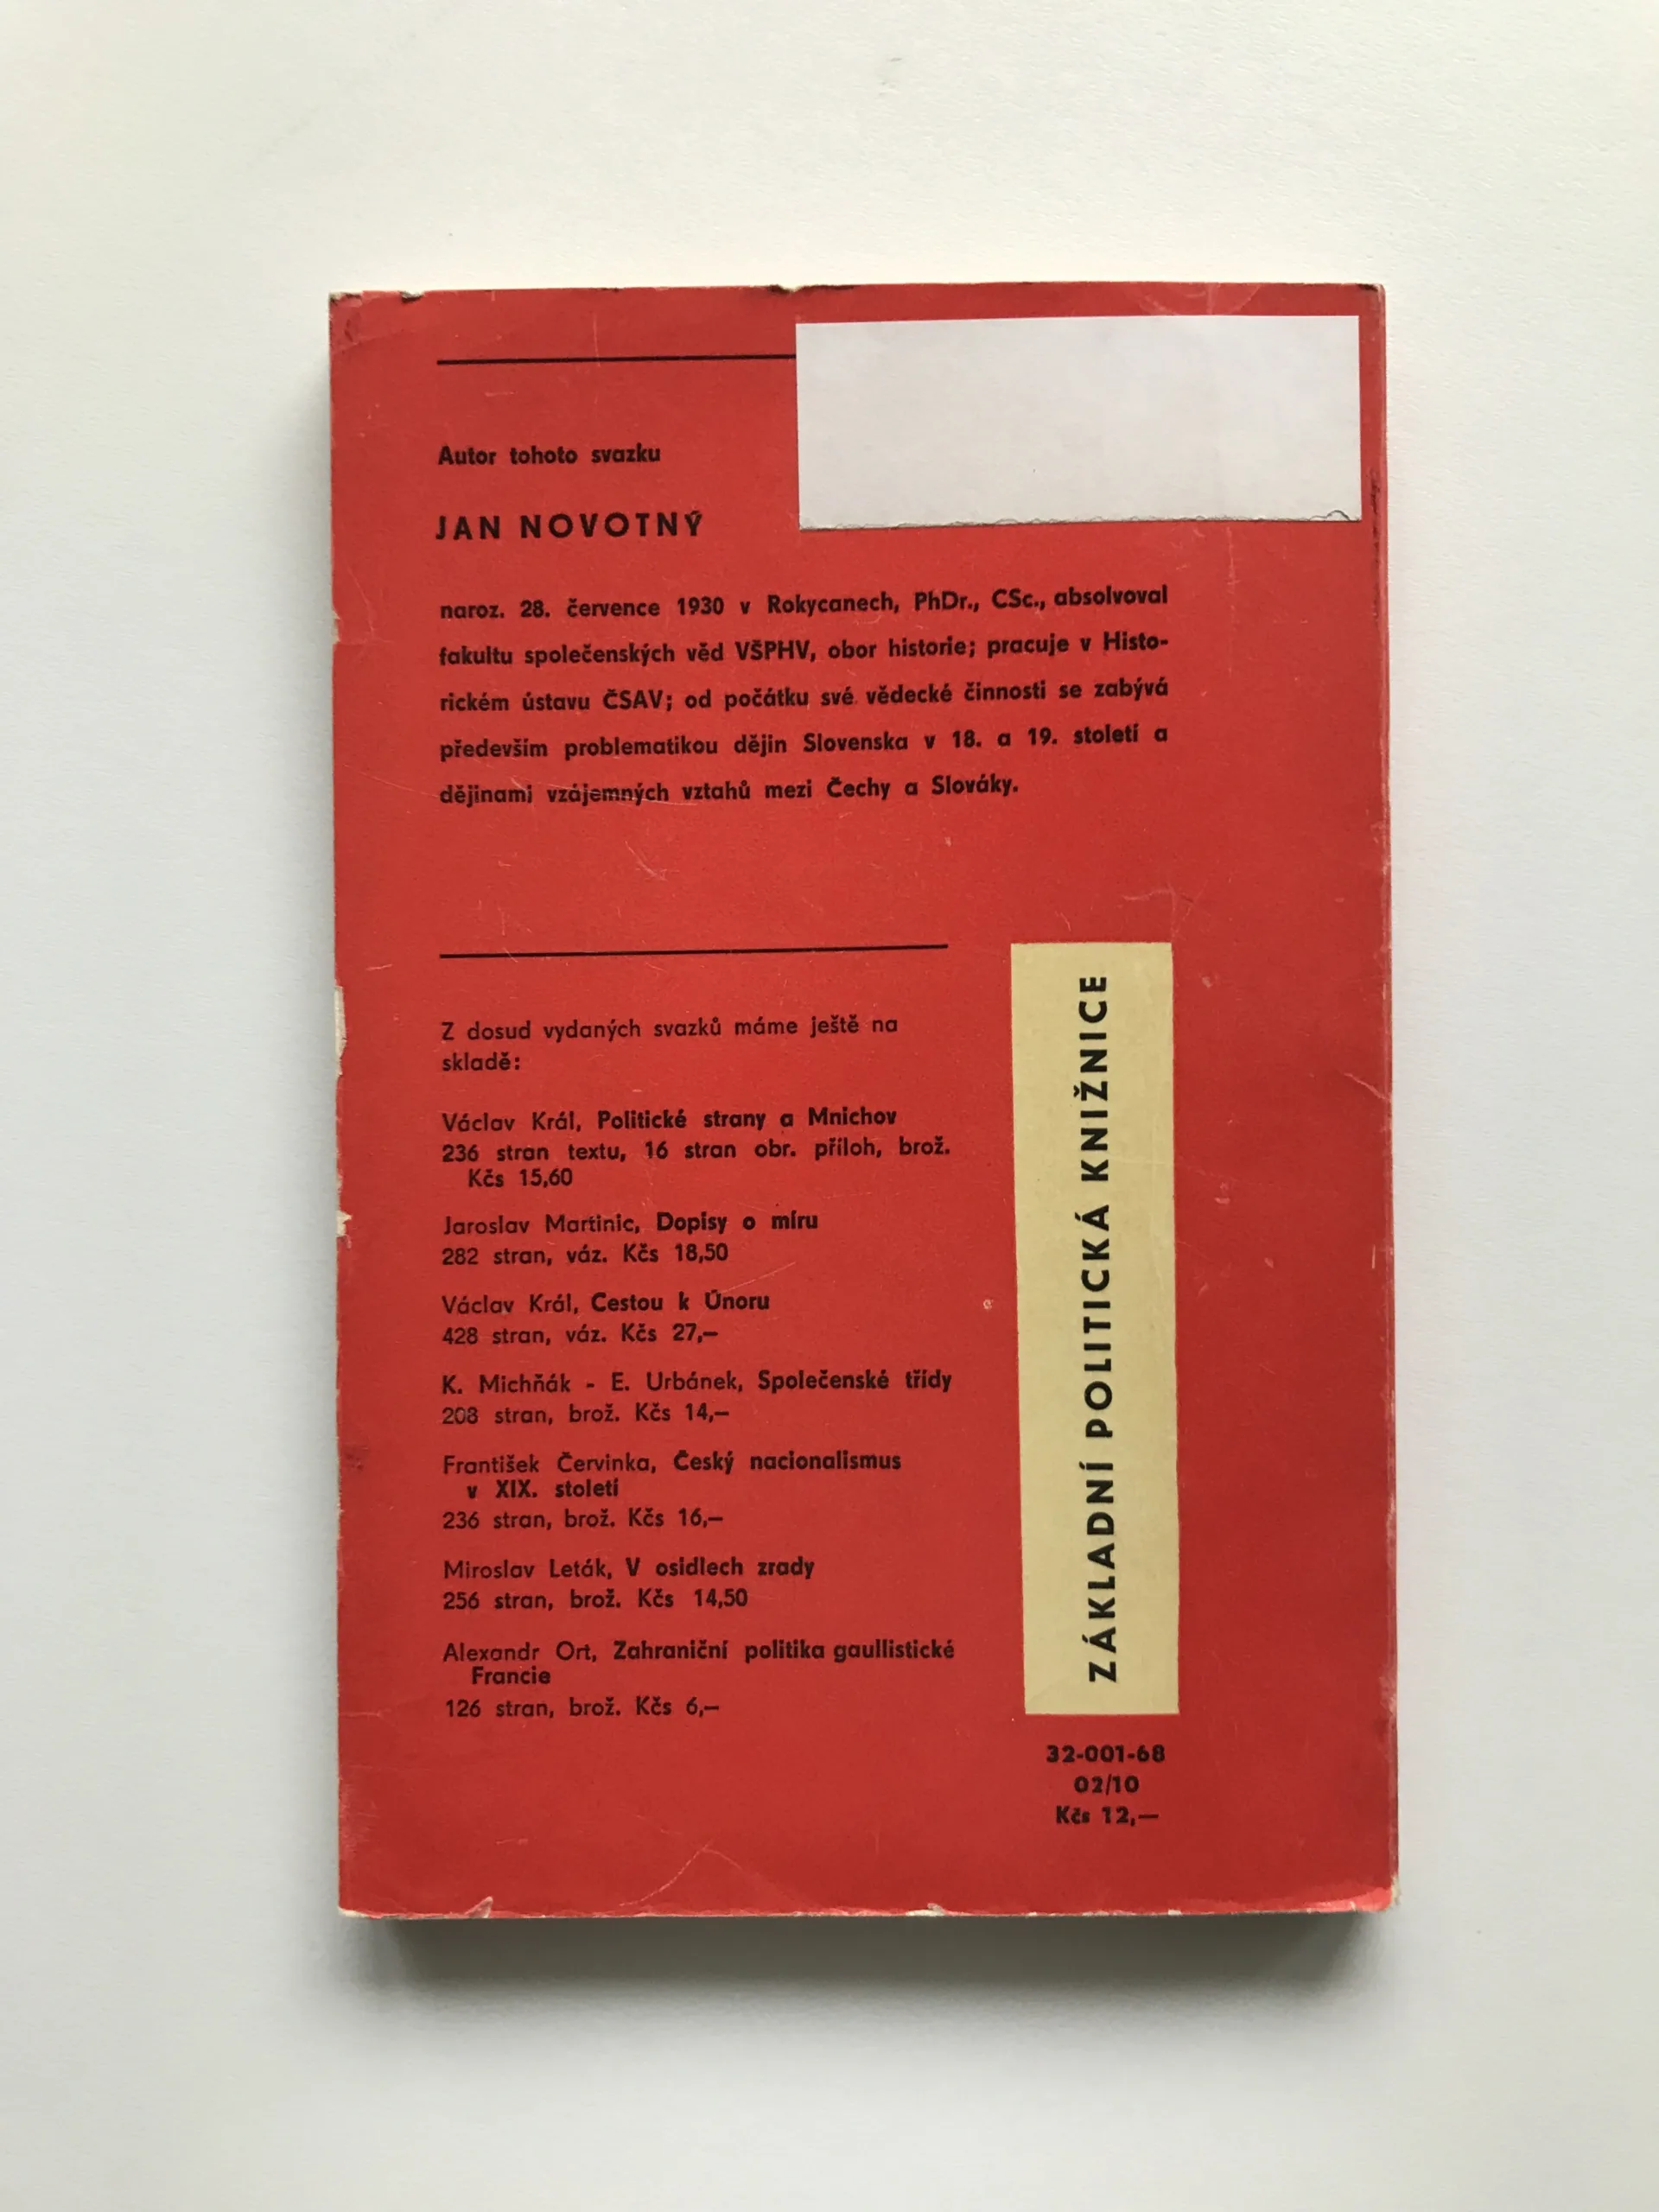 Autor tohoto svazku
JAN NOVOTNÝ
naroz. 28. července 1930 v Rokycanech, PhDr., CSc., absolvoval
fakultu společenských věd VŠPHV, obor historie; pracuje v Histo-
rickém ústavu ČSAV; od počátku své vědecké činnosti se zabývá
především problematikou dějin Slovenska v 18. a 19. století a
dějinami vzájemných vztahů mezi Čechy a Slováky.
Z dosud vydaných svazků máme ještě na
skladě:
Václav Král, Politické strany a Mnichov
236 stran textu, 16 stran obr. příloh, brož.
Kčs 15,60
Jaroslav Martinic, Dopisy o míru
282 stran, váz. Kčs 18,50
Václav Král, Cestou k Únoru
428 stran, váz. Kčs 27,—
K. Michňák - E. Urbánek, Společenské třídy
208 stran, brož. Kčs 14,—
František Červinka, Český nacionalismus
v XIX. století
236 stran, brož. Kčs 16,—
Miroslav Leták, V osidlech zrady
256 stran, brož. Kčs 14,50
Alexandr Ort, Zahraniční politika gaullistické
Francie
126 stran, brož. Kčs 6,—
ZÁKLADNÍ POLITICKÁ KNIŽNICE
32-001-68
02/10
Kčs 12,—